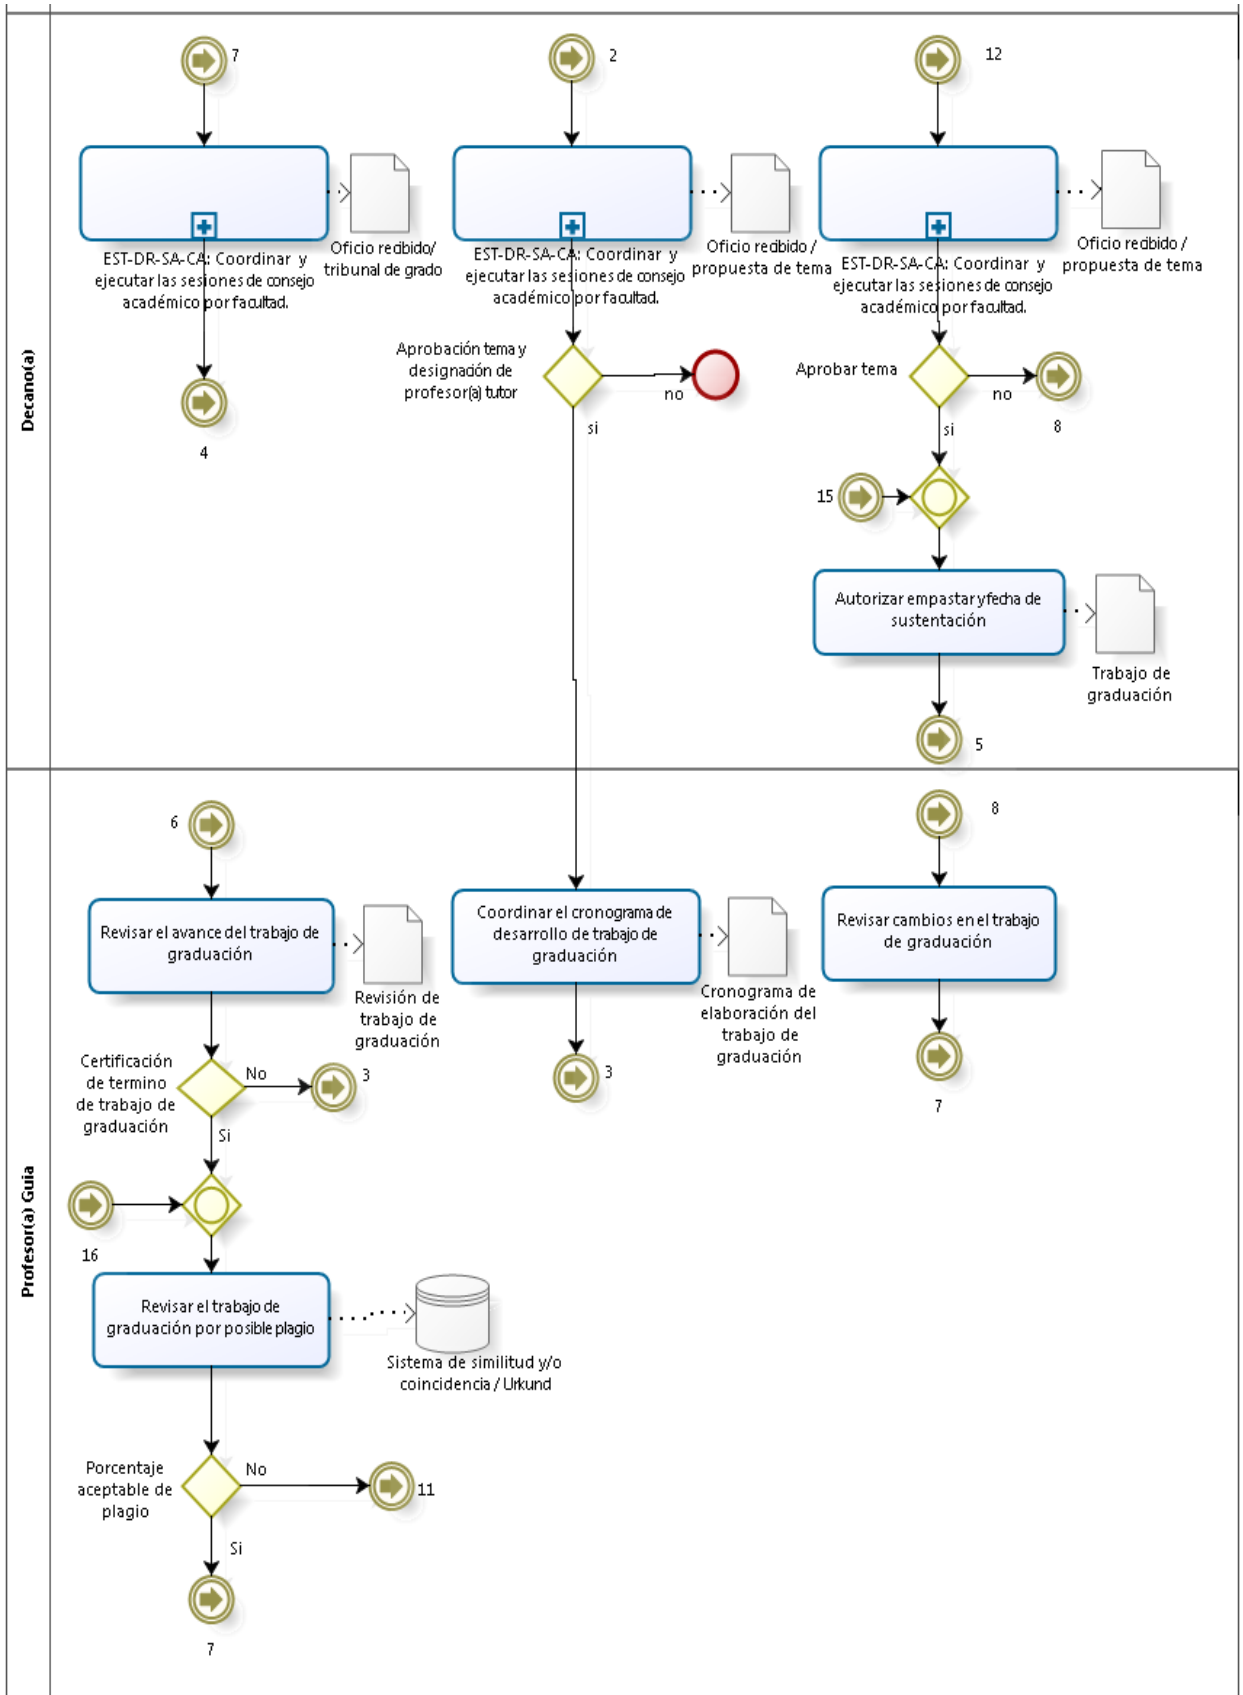 Decano(a)
7
Oficio recibido/
tribunal de grado
EST-DR-SA-CA: Coordinar y
ejecutar las sesiones de consejo
académico por facultad.
4
2
Oficio recibido /
propuesta de tema
EST-DR-SA-CA: Coordinar y
ejecutar las sesiones de consejo
académico por facultad.
Aprobación tema y
designación de
profesor(a) tutor
no
si
12
Oficio recibido /
propuesta de tema
EST-DR-SA-CA: Coordinar y
ejecutar las sesiones de consejo
académico por facultad.
Aprobar tema
no
8
si
15
Autorizar empastar y fecha de
sustentación
Trabajo de
graduación
5
Profesor(a) Guia
6
Revisar el avance del trabajo de
graduación
Revisión de
trabajo de
graduación
Certificación
de termino
de trabajo de
graduación
No
3
Si
16
Revisar el trabajo de
graduación por posible plagio
Sistema de similitud y/o
coincidencia / Urkund
Porcentaje
aceptable de
plagio
No
11
Si
7
Coordinar el cronograma de
desarrollo de trabajo de
graduación
Cronograma de
elaboración del
trabajo de
graduación
3
8
Revisar cambios en el trabajo
de graduación
7